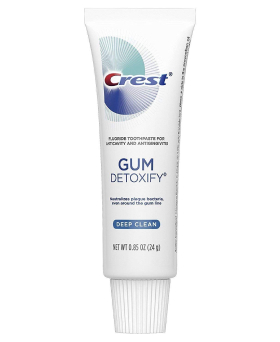 Crest®
FLUORIDE TOOTHPASTE FOR
ANTICAVITY AND ANTISENSITIVITY
GUM
DETOXIFY®
Neutralizes plaque bacteria,
even around the gum line
DEEP CLEAN
NET WT 0.85 OZ (24 g)